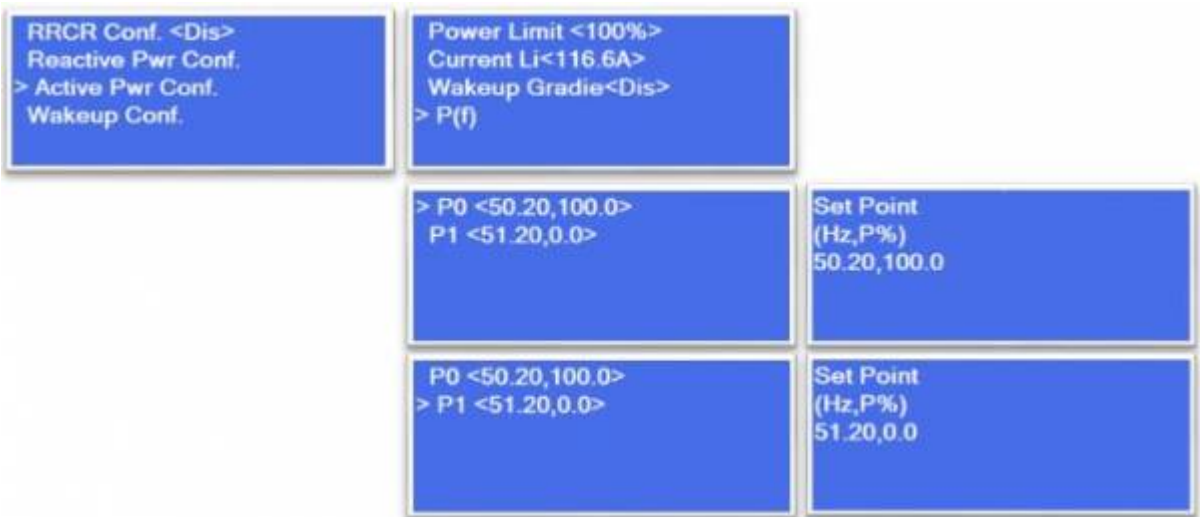 RRCR Conf. <Dis>
Reactive Pwr Conf.
> Active Pwr Conf.
Wakeup Conf.
Power Limit <100%>
Current Li<116.6A>
Wakeup Gradie<Dis>
> P(f)
> P0 <50.20,100.0>
P1 <51.20,0.0>
Set Point
(Hz,P%)
50.20,100.0
P0 <50.20,100.0>
> P1 <51.20,0.0>
Set Point
(Hz,P%)
51.20,0.0